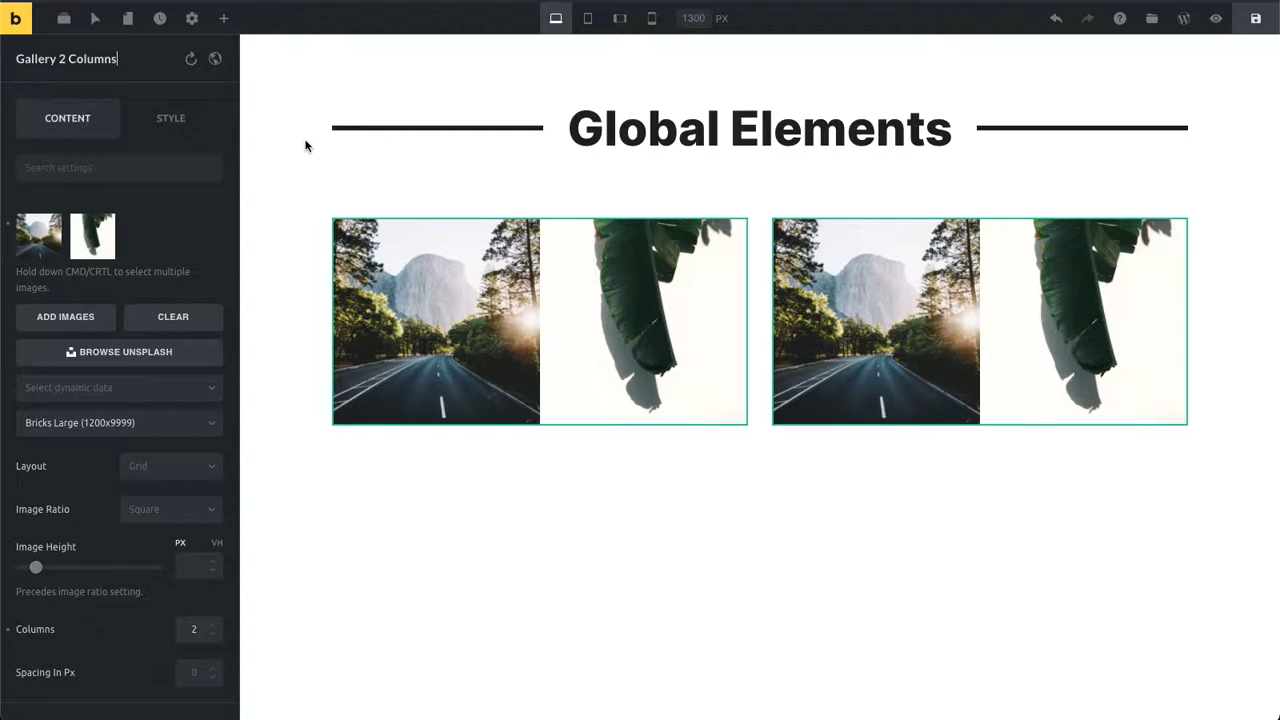 b
1300 PX
Gallery 2 Columns
CONTENT STYLE
Search settings
Hold down CMD/CRTL to select multiple
images.
ADD IMAGES CLEAR
BROWSE UNSPLASH
Select dynamic data
Bricks Large (1200x9999)
Layout Grid
Image Ratio Square
Image Height PX VH
Precedes image ratio setting.
Columns 2
Spacing In Px 0
Global Elements